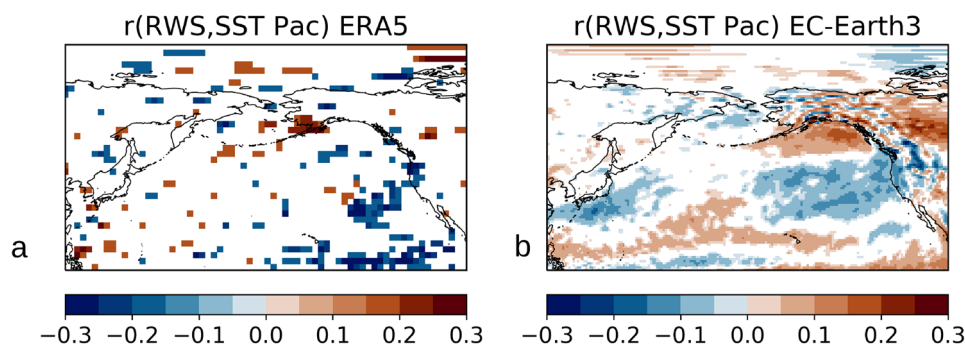 r(RWS,SST Pac) ERA5
r(RWS,SST Pac) EC-Earth3
a
b
−0.3 −0.2 −0.1 0.0 0.1 0.2 0.3
−0.3 −0.2 −0.1 0.0 0.1 0.2 0.3